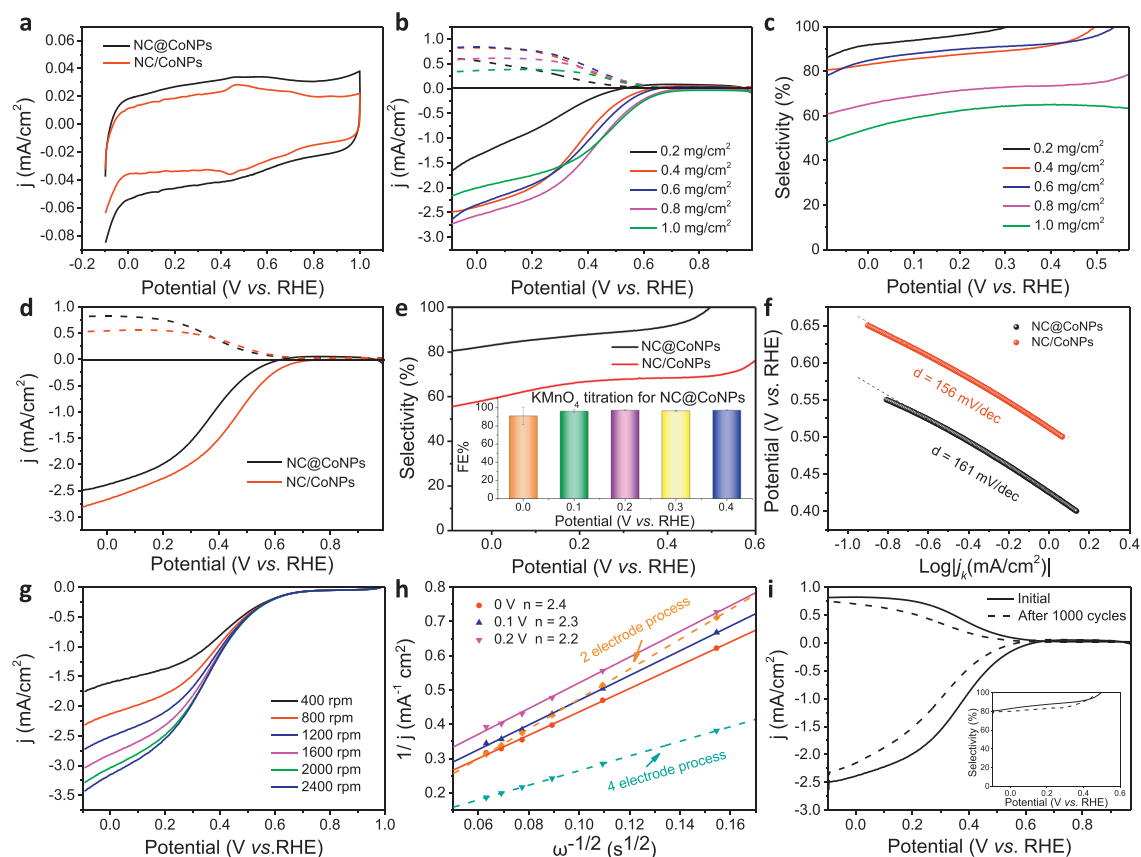 a
NC@CoNPs
NC/CoNPs
j (mA/cm²)
0.06
0.04
0.02
0.00
-0.02
-0.04
-0.06
-0.08
-0.2 0.0 0.2 0.4 0.6 0.8 1.0
Potential (V vs. RHE)
b
j (mA/cm²)
1.0
0.5
0.0
-0.5
-1.0
-1.5
-2.0
-2.5
-3.0
0.2 mg/cm²
0.4 mg/cm²
0.6 mg/cm²
0.8 mg/cm²
1.0 mg/cm²
0.0 0.2 0.4 0.6 0.8
Potential (V vs. RHE)
c
Selectivity (%)
100
80
60
40
20
0
0.2 mg/cm²
0.4 mg/cm²
0.6 mg/cm²
0.8 mg/cm²
1.0 mg/cm²
0.0 0.1 0.2 0.3 0.4 0.5
Potential (V vs. RHE)
d
j (mA/cm²)
1.0
0.5
0.0
-0.5
-1.0
-1.5
-2.0
-2.5
-3.0
NC@CoNPs
NC/CoNPs
0.0 0.2 0.4 0.6 0.8
Potential (V vs. RHE)
e
Selectivity (%)
100
80
60
40
20
0
NC@CoNPs
NC/CoNPs
KMnO₄ titration for NC@CoNPs
FE%
100
80
60
40
20
0
0.0 0.1 0.2 0.3 0.4
Potential (V vs. RHE)
0.0 0.2 0.4 0.6
Potential (V vs. RHE)
f
Potential (V vs. RHE)
0.65
0.60
0.55
0.50
0.45
0.40
NC@CoNPs
NC/CoNPs
d = 156 mV/dec
d = 161 mV/dec
-1.0 -0.8 -0.6 -0.4 -0.2 0.0 0.2 0.4
Log|jₖ(mA/cm²)|
g
j (mA/cm²)
0.0
-0.5
-1.0
-1.5
-2.0
-2.5
-3.0
-3.5
400 rpm
800 rpm
1200 rpm
1600 rpm
2000 rpm
2400 rpm
0.0 0.2 0.4 0.6 0.8 1.0
Potential (V vs.RHE)
h
1/ j (mA⁻¹ cm²)
0.8
0.7
0.6
0.5
0.4
0.3
0.2
0 V n = 2.4
0.1 V n = 2.3
0.2 V n = 2.2
2 electrode process
4 electrode process
0.06 0.08 0.10 0.12 0.14 0.16
ω⁻¹/² (s¹/²)
i
j (mA/cm²)
1.0
0.5
0.0
-0.5
-1.0
-1.5
-2.0
-2.5
-3.0
Initial
After 1000 cycles
Selectivity (%)
100
80
60
40
20
0
0.0 0.2 0.4 0.6
Potential (V vs. RHE)
0.0 0.2 0.4 0.6 0.8
Potential (V vs. RHE)